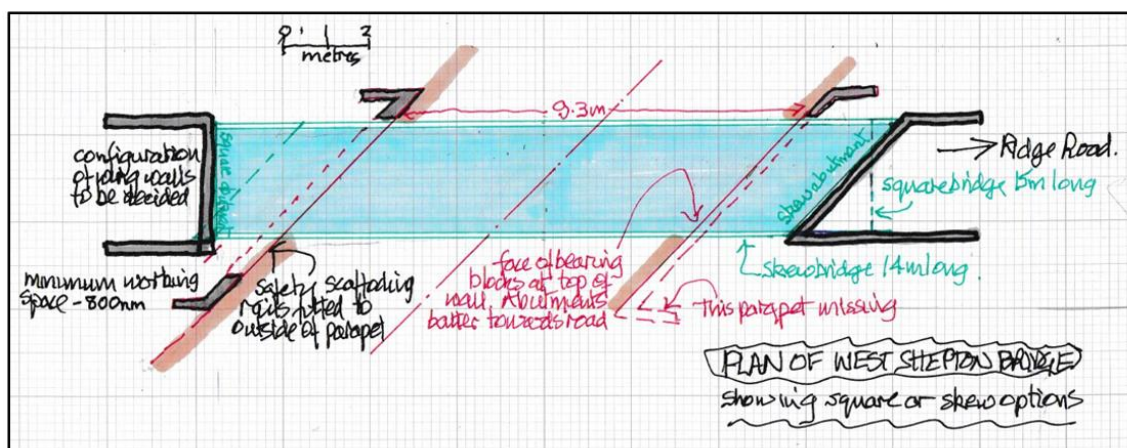 0 1 2
metres
9.3m
configuration
of wing walls
to be decided
square
skew abutment
→ Ridge Road.
square bridge 15m long
skew bridge 14m long.
minimum working
space - 800mm
safety scaffolding
rails fitted to
outside of parapet
face of bearing
blocks at top of
wall. Abutments
batter towards road
This parapet missing
PLAN OF WEST SHEPTON BRIDGE
showing square or skew options